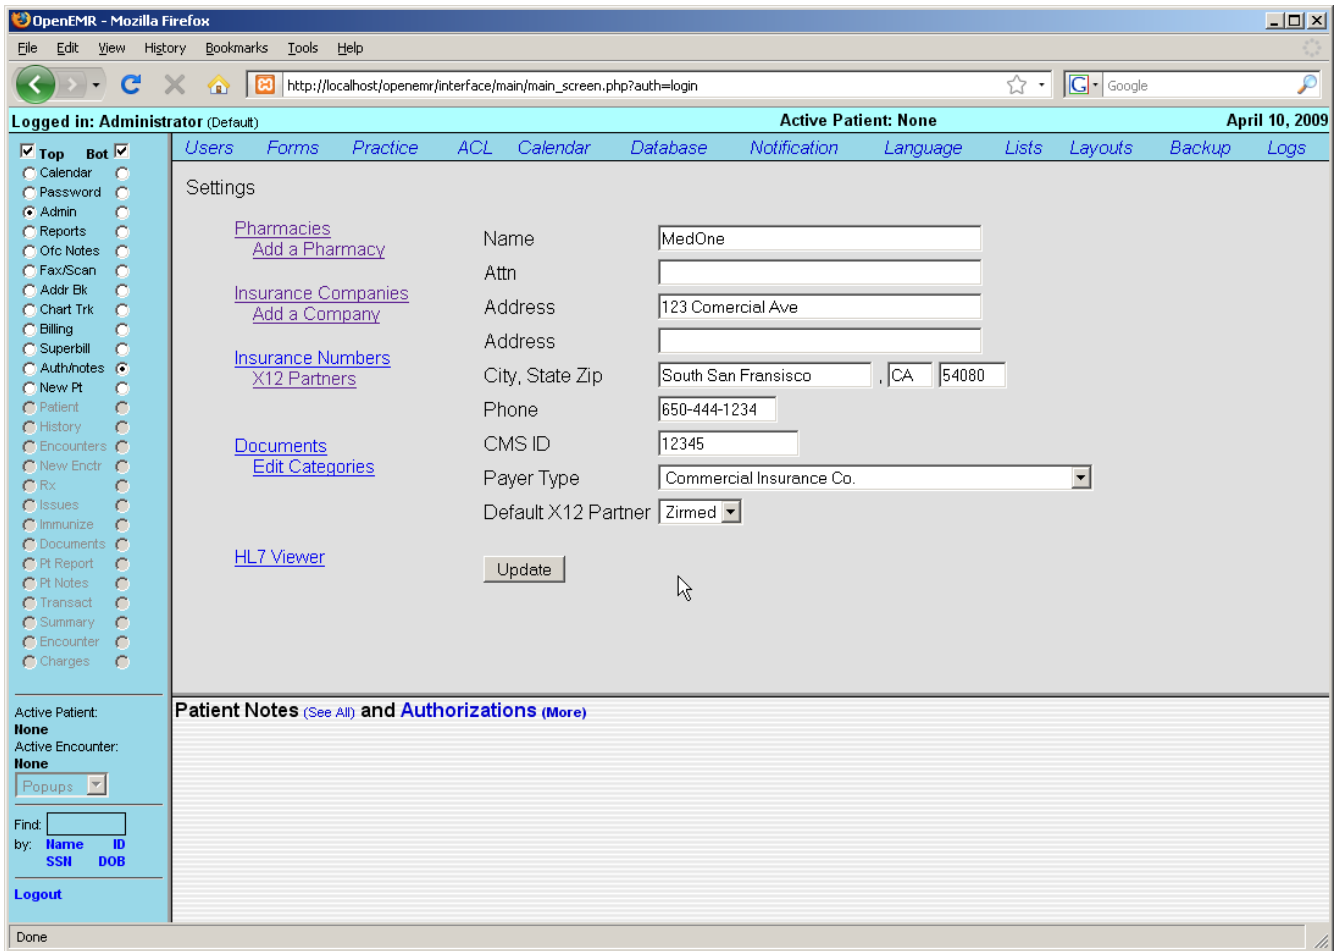 OpenEMR - Mozilla Firefox
File Edit View History Bookmarks Tools Help
http://localhost/openemr/interface/main/main_screen.php?auth=login
G Google
Logged in: Administrator (Default) Active Patient: None April 10, 2009
Top Bot
Calendar
Password
Admin
Reports
Ofc Notes
Fax/Scan
Addr Bk
Chart Trk
Billing
Superbill
Auth/notes
New Pt
Patient
History
Encounters
New Enctr
Rx
Issues
Immunize
Documents
Pt Report
Pt Notes
Transact
Summary
Encounter
Charges
Active Patient:
None
Active Encounter:
None
Popups
Find:
by: Name ID
SSN DOB
Logout
Users Forms Practice ACL Calendar Database Notification Language Lists Layouts Backup Logs
Settings
Pharmacies
Add a Pharmacy
Insurance Companies
Add a Company
Insurance Numbers
X12 Partners
Documents
Edit Categories
HL7 Viewer
Name MedOne
Attn
Address 123 Comercial Ave
Address
City, State Zip South San Fransisco , CA 54080
Phone 650-444-1234
CMS ID 12345
Payer Type Commercial Insurance Co.
Default X12 Partner Zirmed
Update
Patient Notes (See All) and Authorizations (More)
Done